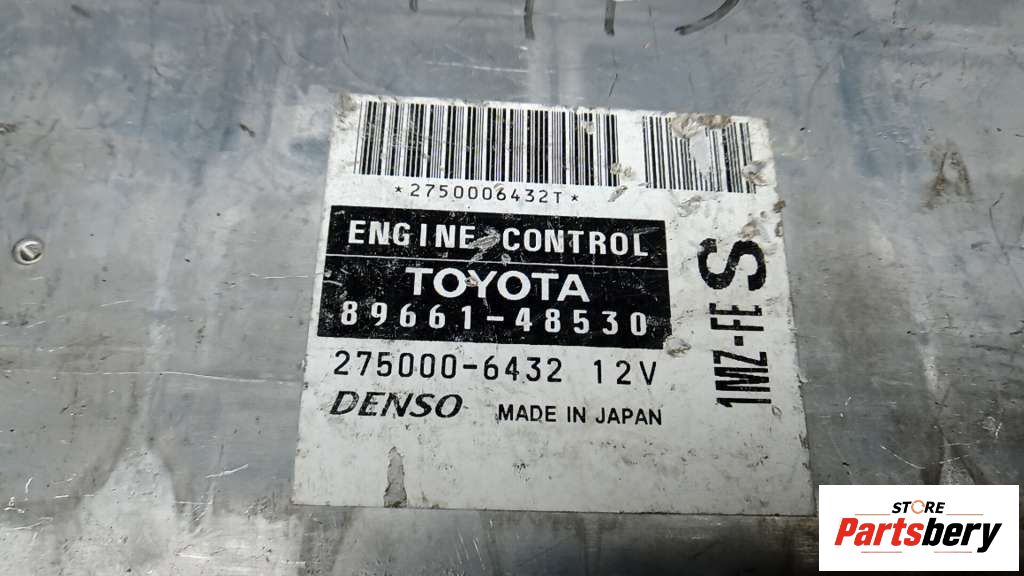 *2750006432T*
ENGINE CONTROL
TOYOTA
89661-48530
275000-6432 12V
DENSO MADE IN JAPAN
1MZ-FE S
STORE
Partsbery